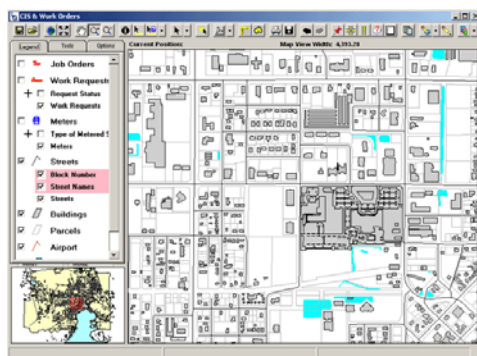 CIS & Work Orders
Legend
Tools
Options
Current Position:
Map View Width: 4,393.78
Job Orders
Work Requests
Request Status
Work Requests
Meters
Type of Metered S
Meters
Streets
Block Number
Street Names
Streets
Buildings
Parcels
Airport